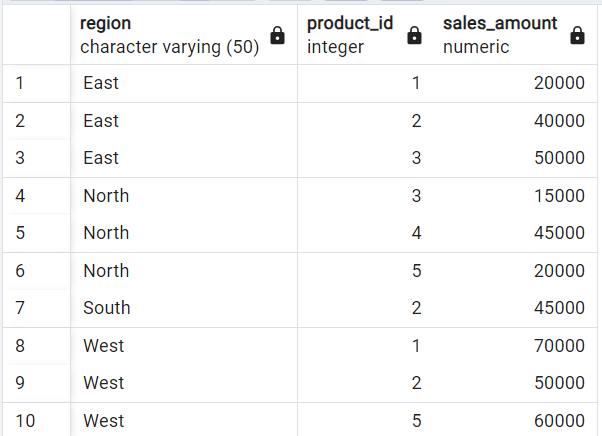 region product_id sales_amount
character varying (50) integer numeric
1 East 1 20000
2 East 2 40000
3 East 3 50000
4 North 3 15000
5 North 4 45000
6 North 5 20000
7 South 2 45000
8 West 1 70000
9 West 2 50000
10 West 5 60000